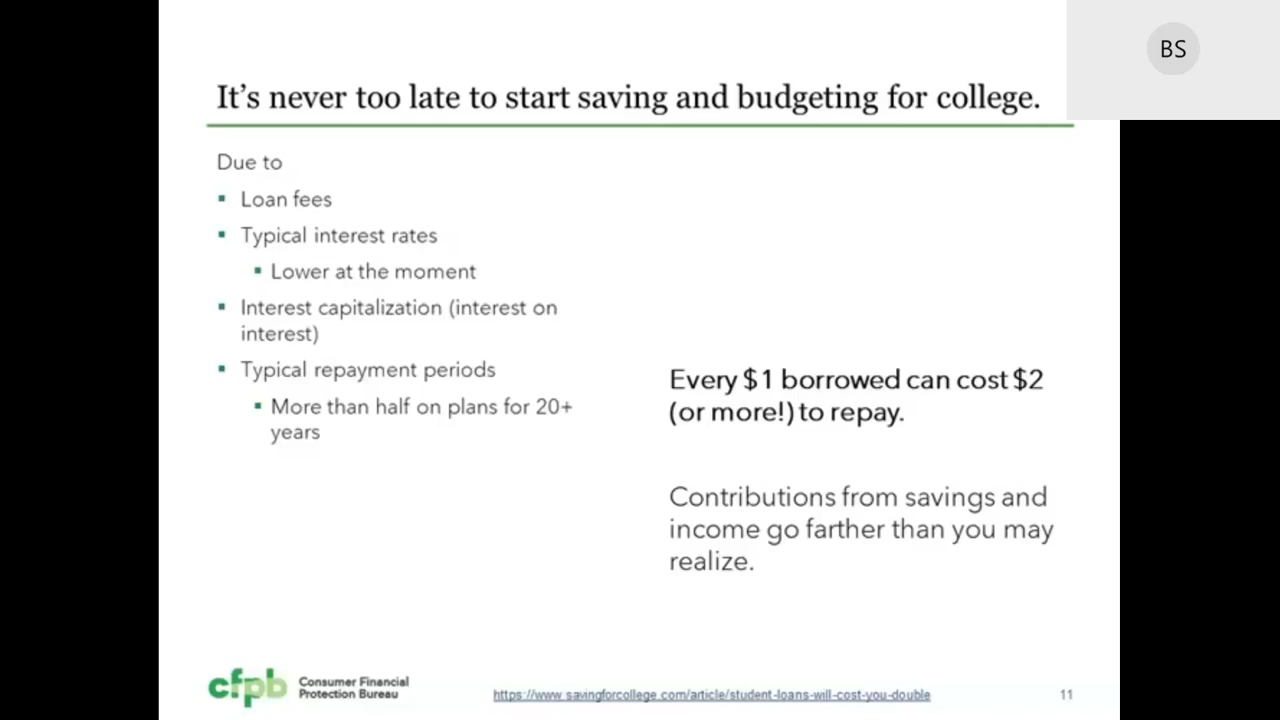 BS
It's never too late to start saving and budgeting for college.
Due to
▪ Loan fees
▪ Typical interest rates
▪ Lower at the moment
▪ Interest capitalization (interest on
interest)
▪ Typical repayment periods
▪ More than half on plans for 20+
years
Every $1 borrowed can cost $2
(or more!) to repay.
Contributions from savings and
income go farther than you may
realize.
cfpb
Consumer Financial
Protection Bureau
https://www.savingforcollege.com/article/student-loans-will-cost-you-double
11